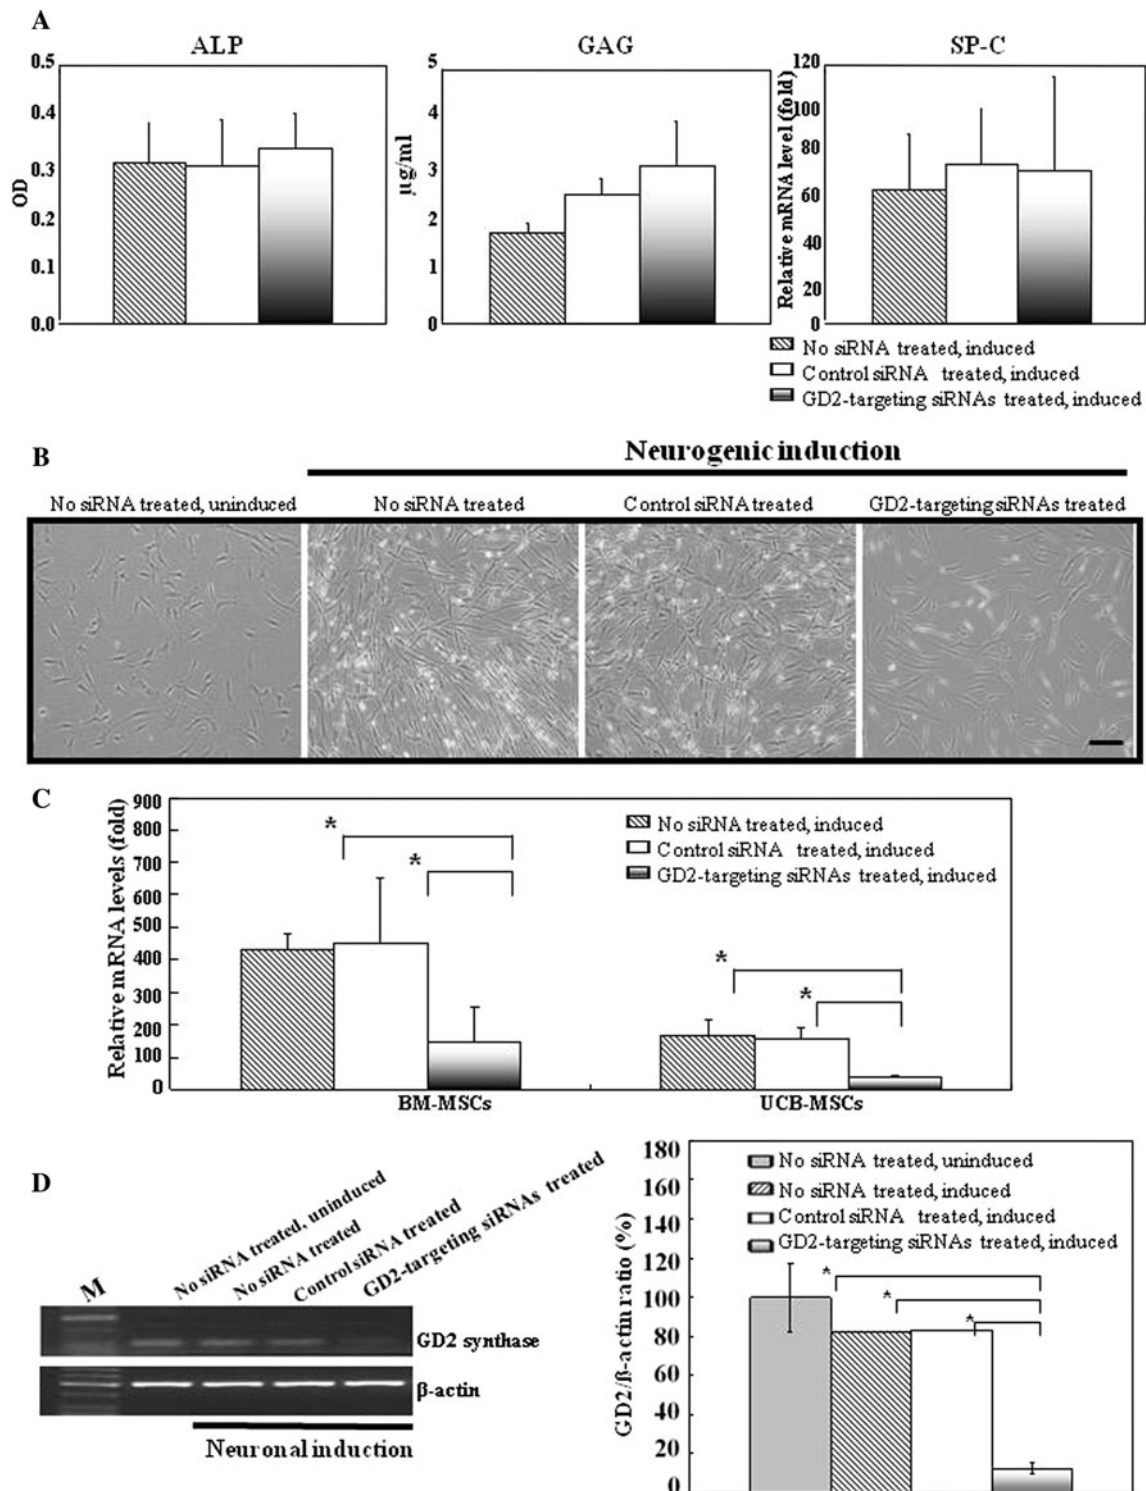 A
ALP
0.5
0.4
0.3
0.2
0.1
0.0
OD
GAG
5
4
3
2
1
0
µg/ml
SP-C
120
100
80
60
40
20
0
Relative mRNA level (fold)
No siRNA treated, induced
Control siRNA treated, induced
GD2-targeting siRNAs treated, induced
B
Neurogenic induction
No siRNA treated, uninduced
No siRNA treated
Control siRNA treated
GD2-targeting siRNAs treated
C
900
800
700
600
500
400
300
200
100
0
Relative mRNA levels (fold)
* 
*
*
*
No siRNA treated, induced
Control siRNA treated, induced
GD2-targeting siRNAs treated, induced
BM-MSCs
UCB-MSCs
D
M
No siRNA treated, uninduced
No siRNA treated
Control siRNA treated
GD2-targeting siRNAs treated
GD2 synthase
β-actin
Neuronal induction
180
160
140
120
100
80
60
40
20
0
GD2/ß-actin ratio (%)
No siRNA treated, uninduced
No siRNA treated, induced
Control siRNA treated, induced
GD2-targeting siRNAs treated, induced
*
*
*